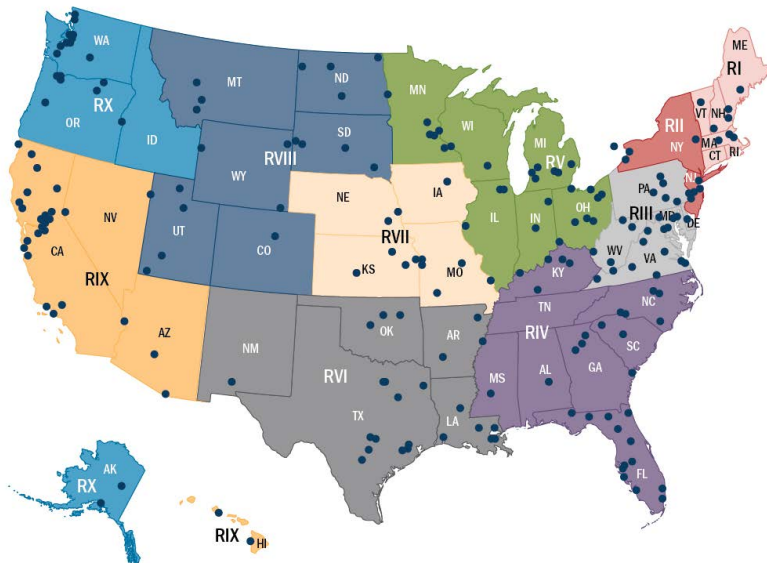 WA
ME
MT
ND
MN
RI
RX
VT
NH
OR
ID
WI
RII
NY
SD
MI
MA
RV
CT
RI
RVIII
WY
PA
NJ
IA
NE
RIII
MD
DE
NV
IL
IN
OH
RVII
UT
CO
WV
CA
VA
KS
MO
KY
RIX
NC
TN
OK
AR
AZ
NM
RIV
SC
RVI
MS
AL
GA
TX
LA
AK
FL
RX
RIX
HI